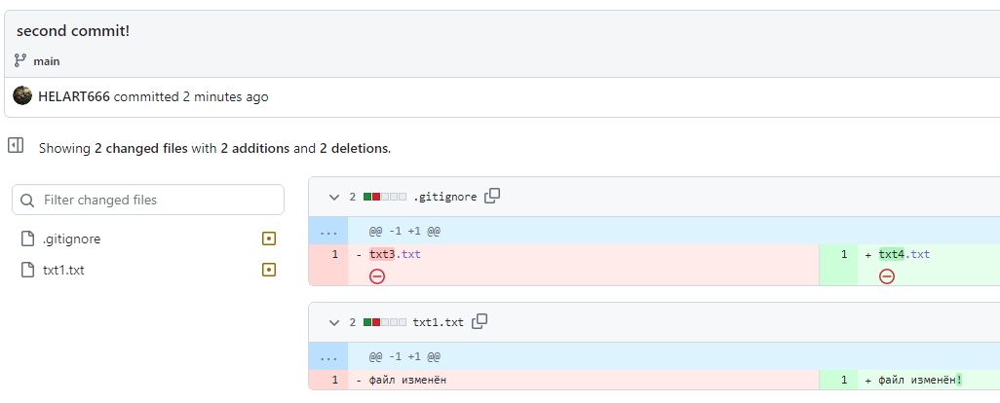 second commit!
main
HELART666 committed 2 minutes ago
Showing 2 changed files with 2 additions and 2 deletions.
Filter changed files
.gitignore
txt1.txt
2 .gitignore
... @@ -1 +1 @@
1 - txt3.txt 1 + txt4.txt
2 txt1.txt
... @@ -1 +1 @@
1 - файл изменён 1 + файл изменён!